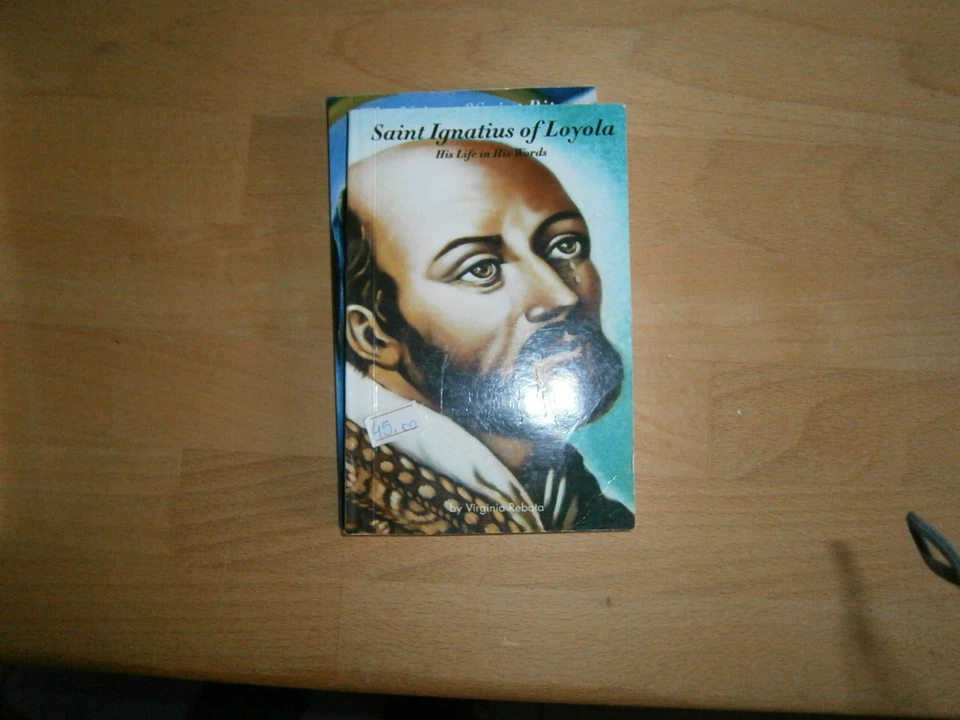 Saint Ignatius of Loyola
His Life in His Words
45.00
by Virginia Rebata